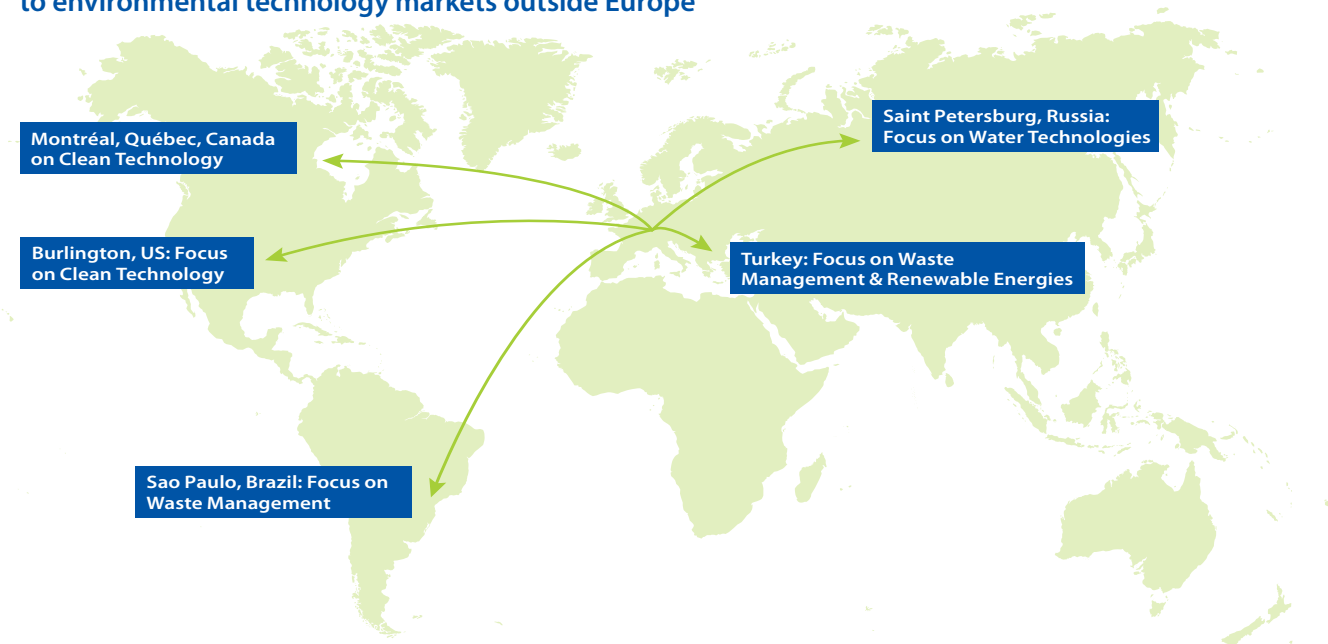 to environmental technology markets outside Europe
Montréal, Québec, Canada
on Clean Technology
Saint Petersburg, Russia:
Focus on Water Technologies
Burlington, US: Focus
on Clean Technology
Turkey: Focus on Waste
Management & Renewable Energies
Sao Paulo, Brazil: Focus on
Waste Management